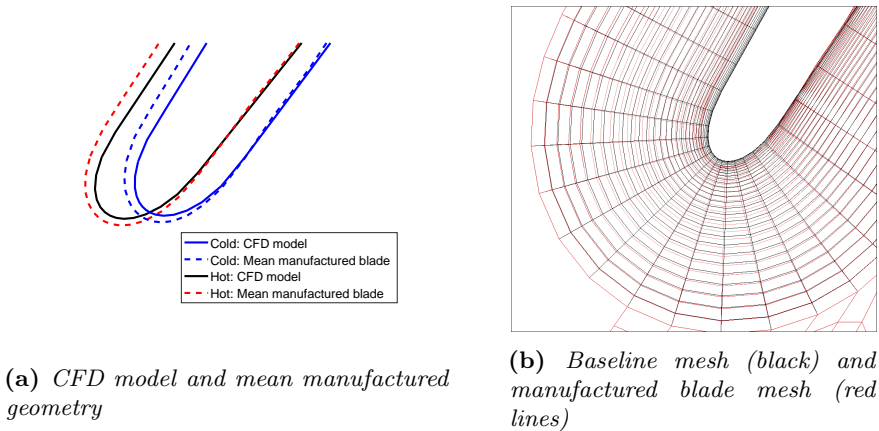 Cold: CFD model
Cold: Mean manufactured blade
Hot: CFD model
Hot: Mean manufactured blade
(a) CFD model and mean manufactured
geometry
(b) Baseline mesh (black) and
manufactured blade mesh (red
lines)